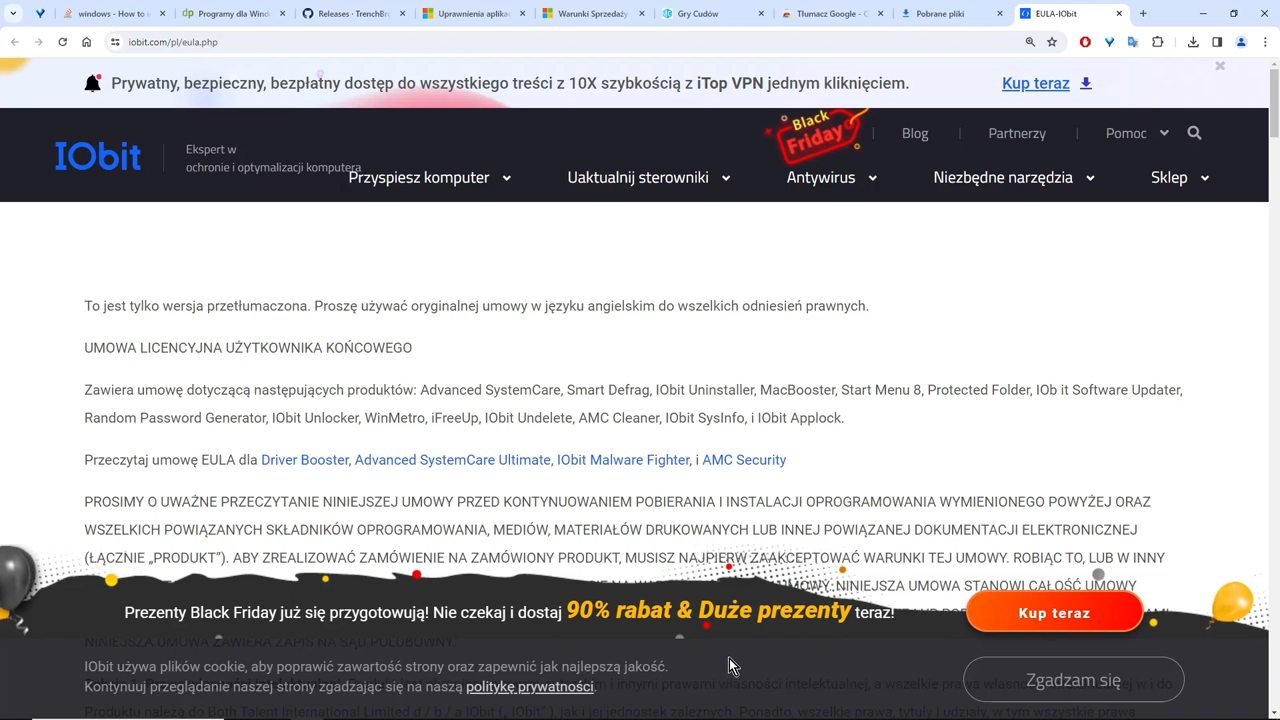 windows - How to i
Programy dla Wind
Releases · TrenchBro
Uprawnienia aplika
Warunki Sprzedaży
Gry Cudów
Tłumacz Google - C
Pobrane pliki
EULA-IObit
iobit.com/pl/eula.php
Prywatny, bezpieczny, bezpłatny dostęp do wszystkiego treści z 10X szybkością z iTop VPN jednym kliknięciem.
Kup teraz
Black
Friday
Blog
Partnerzy
Pomoc
IObit
Ekspert w
ochronie i optymalizacji komputera
Przyspiesz komputer
Uaktualnij sterowniki
Antywirus
Niezbędne narzędzia
Sklep
To jest tylko wersja przetłumaczona. Proszę używać oryginalnej umowy w języku angielskim do wszelkich odniesień prawnych.
UMOWA LICENCYJNA UŻYTKOWNIKA KOŃCOWEGO
Zawiera umowę dotyczącą następujących produktów: Advanced SystemCare, Smart Defrag, IObit Uninstaller, MacBooster, Start Menu 8, Protected Folder, IOb it Software Updater,
Random Password Generator, IObit Unlocker, WinMetro, iFreeUp, IObit Undelete, AMC Cleaner, IObit SysInfo, i IObit Applock.
Przeczytaj umowę EULA dla Driver Booster, Advanced SystemCare Ultimate, IObit Malware Fighter, i AMC Security
PROSIMY O UWAŻNE PRZECZYTANIE NINIEJSZEJ UMOWY PRZED KONTYNUOWANIEM POBIERANIA I INSTALACJI OPROGRAMOWANIA WYMIENIONEGO POWYŻEJ ORAZ
WSZELKICH POWIĄZANYCH SKŁADNIKÓW OPROGRAMOWANIA, MEDIÓW, MATERIAŁÓW DRUKOWANYCH LUB INNEJ POWIĄZANEJ DOKUMENTACJI ELEKTRONICZNEJ
(ŁĄCZNIE „PRODUKT”). ABY ZREALIZOWAĆ ZAMÓWIENIE NA ZAMÓWIONY PRODUKT, MUSISZ NAJPIERW ZAAKCEPTOWAĆ WARUNKI TEJ UMOWY. ROBIĄC TO, LUB W INNY
UMOWY. NINIEJSZA UMOWA STANOWI CAŁOŚĆ UMOWY
Prezenty Black Friday już się przygotowują! Nie czekaj i dostaj 90% rabat & Duże prezenty teraz!
Kup teraz
NINIEJSZA UMOWA ZAWIERA ZAPIS NA SĄD POLUBOWNY.
IObit używa plików cookie, aby poprawić zawartość strony oraz zapewnić jak najlepszą jakość.
Kontynuuj przeglądanie naszej strony zgadzając się na naszą politykę prywatności.
Zgadzam się